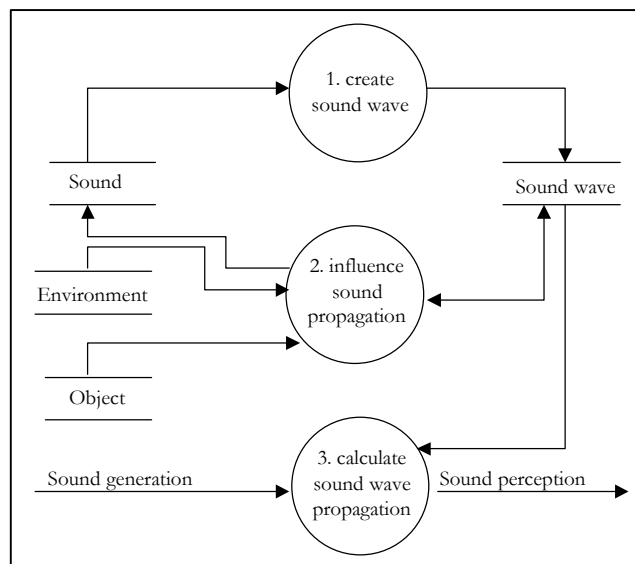 1. create
sound wave
Sound
Sound wave
2. influence
sound
propagation
Environment
Object
3. calculate
sound wave
propagation
Sound generation
Sound perception